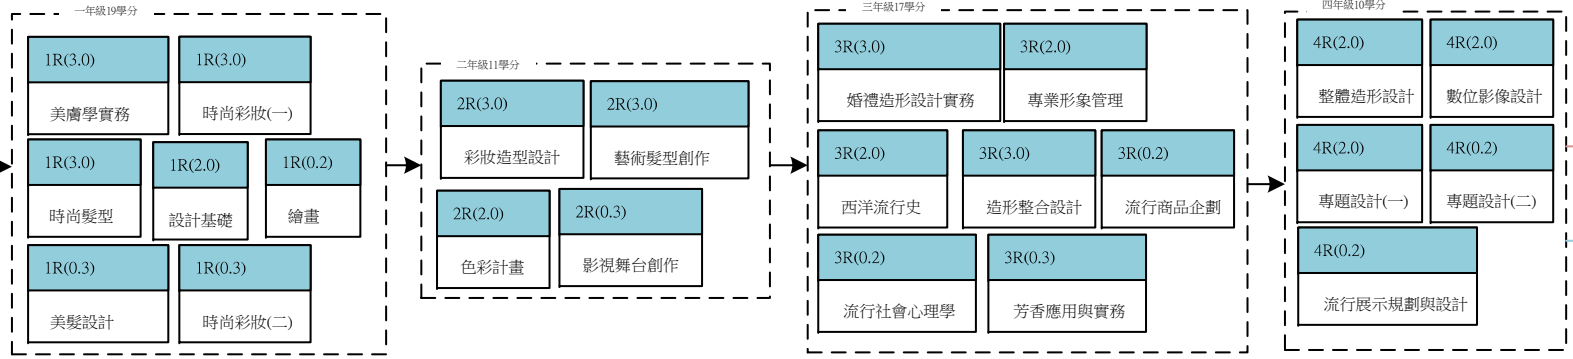 一年級19學分
1R(3.0)
美膚學實務
1R(3.0)
時尚彩妝(一)
1R(3.0)
時尚髮型
1R(2.0)
設計基礎
1R(0.2)
繪畫
1R(0.3)
美髮設計
1R(0.3)
時尚彩妝(二)
二年級11學分
2R(3.0)
彩妝造型設計
2R(3.0)
藝術髮型創作
2R(2.0)
色彩計畫
2R(0.3)
影視舞台創作
三年級17學分
3R(3.0)
婚禮造形設計實務
3R(2.0)
專業形象管理
3R(2.0)
西洋流行史
3R(3.0)
造形整合設計
3R(0.2)
流行商品企劃
3R(0.2)
流行社會心理學
3R(0.3)
芳香應用與實務
四年級10學分
4R(2.0)
整體造形設計
4R(2.0)
數位影像設計
4R(2.0)
專題設計(一)
4R(0.2)
專題設計(二)
4R(0.2)
流行展示規劃與設計